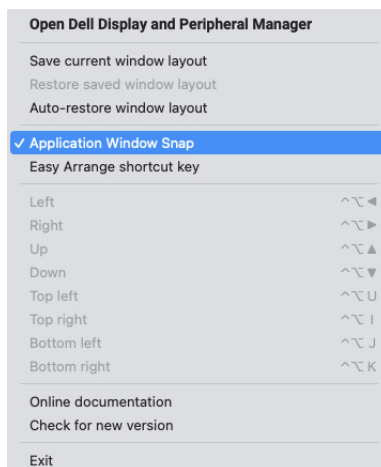 Open Dell Display and Peripheral Manager
Save current window layout
Restore saved window layout
Auto-restore window layout
✓ Application Window Snap
Easy Arrange shortcut key
Left ^⌥◀
Right ^⌥▶
Up ^⌥▲
Down ^⌥▼
Top left ^⌥U
Top right ^⌥I
Bottom left ^⌥J
Bottom right ^⌥K
Online documentation
Check for new version
Exit